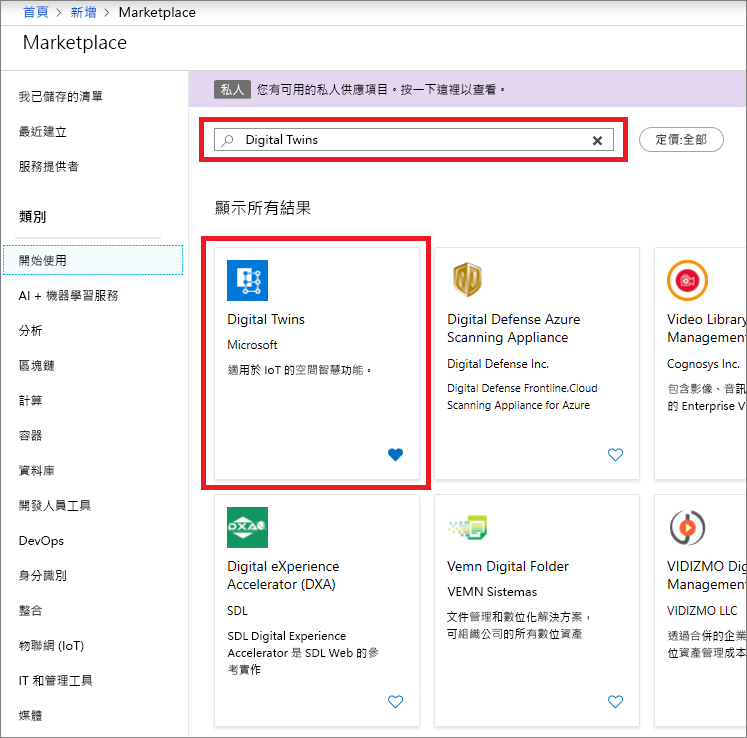 首頁 > 新增 > Marketplace
Marketplace
我已儲存的清單
最近建立
服務提供者
類別
開始使用
AI + 機器學習服務
分析
區塊鏈
計算
容器
資料庫
開發人員工具
DevOps
身分識別
整合
物聯網 (IoT)
IT 和管理工具
媒體
私人 您有可用的私人供應項目。按一下這裡以查看。
Digital Twins
定價:全部
顯示所有結果
Digital Twins
Microsoft
適用於 IoT 的空間智慧功能。
Digital Defense Azure
Scanning Appliance
Digital Defense Inc.
Digital Defense Frontline.Cloud
Scanning Appliance for Azure
Video Library
Management
Cognosys Inc.
包含影像、音訊
的 Enterprise V
DXA
Digital eXperience
Accelerator (DXA)
SDL
SDL Digital Experience
Accelerator 是 SDL Web 的參
考實作
Vemn Digital Folder
VEMN Sistemas
文件管理和數位化解決方案，
可組織公司的所有數位資產
VIDIZMO Dig
Management
VIDIZMO LLC
透過合併的企業
位資產管理成本